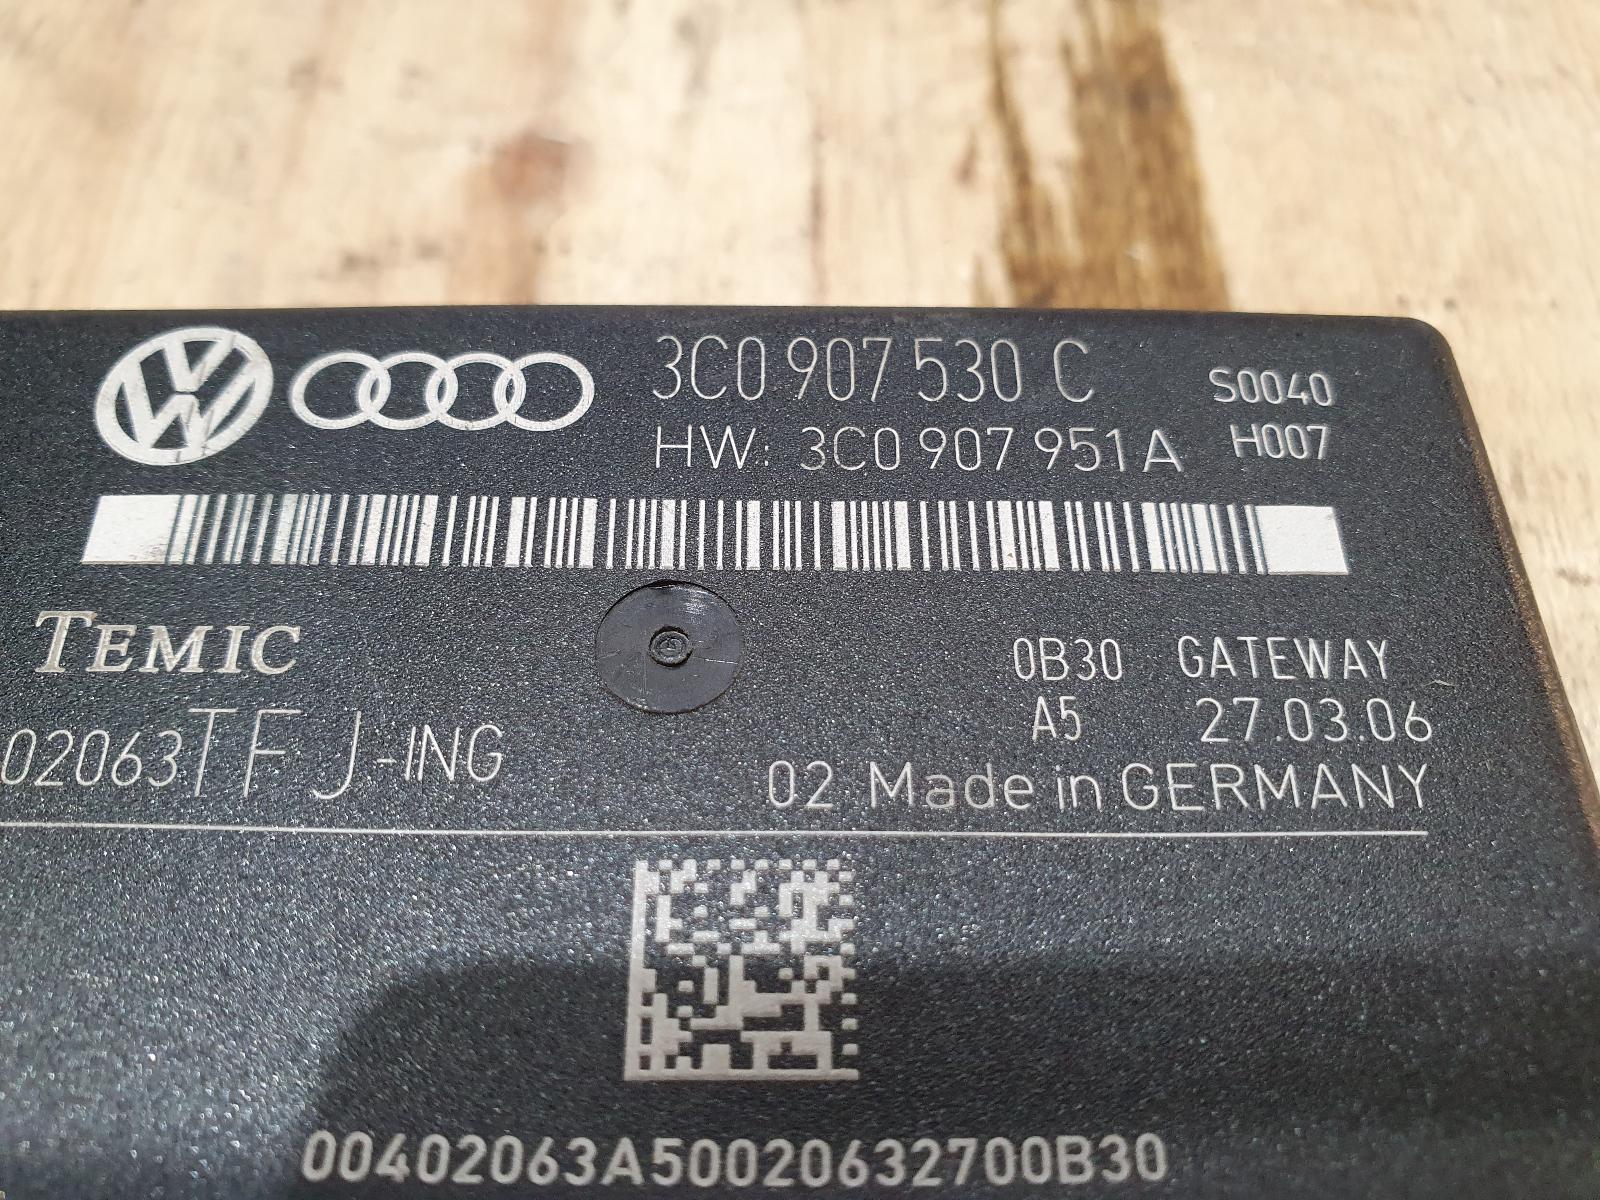 3C0 907 530 C
S0040
HW: 3C0 907 951A
H007
TEMIC
0B30 GATEWAY
A5 27.03.06
02063TFJ-ING
02 Made in GERMANY
00402063A50020632700B30